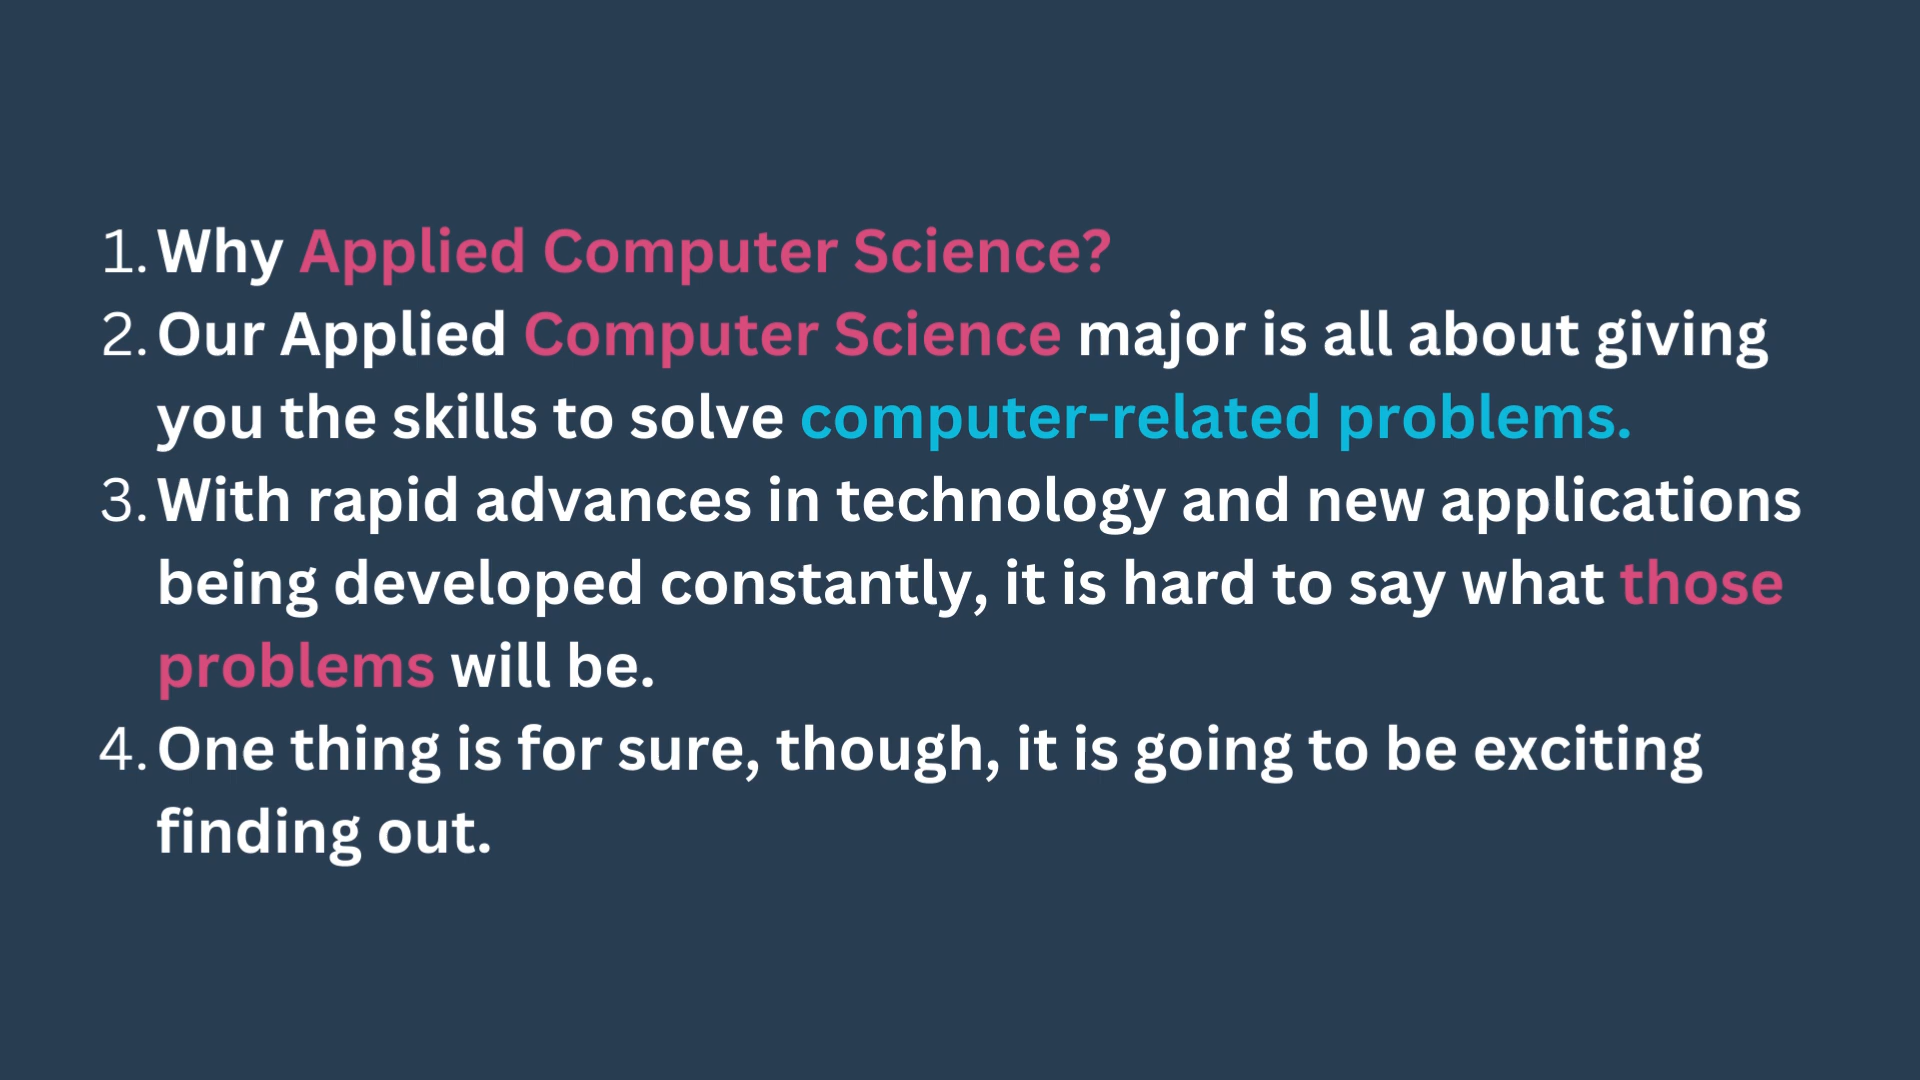 1. Why Applied Computer Science?
2. Our Applied Computer Science major is all about giving
you the skills to solve computer-related problems.
3. With rapid advances in technology and new applications
being developed constantly, it is hard to say what those
problems will be.
4. One thing is for sure, though, it is going to be exciting
finding out.